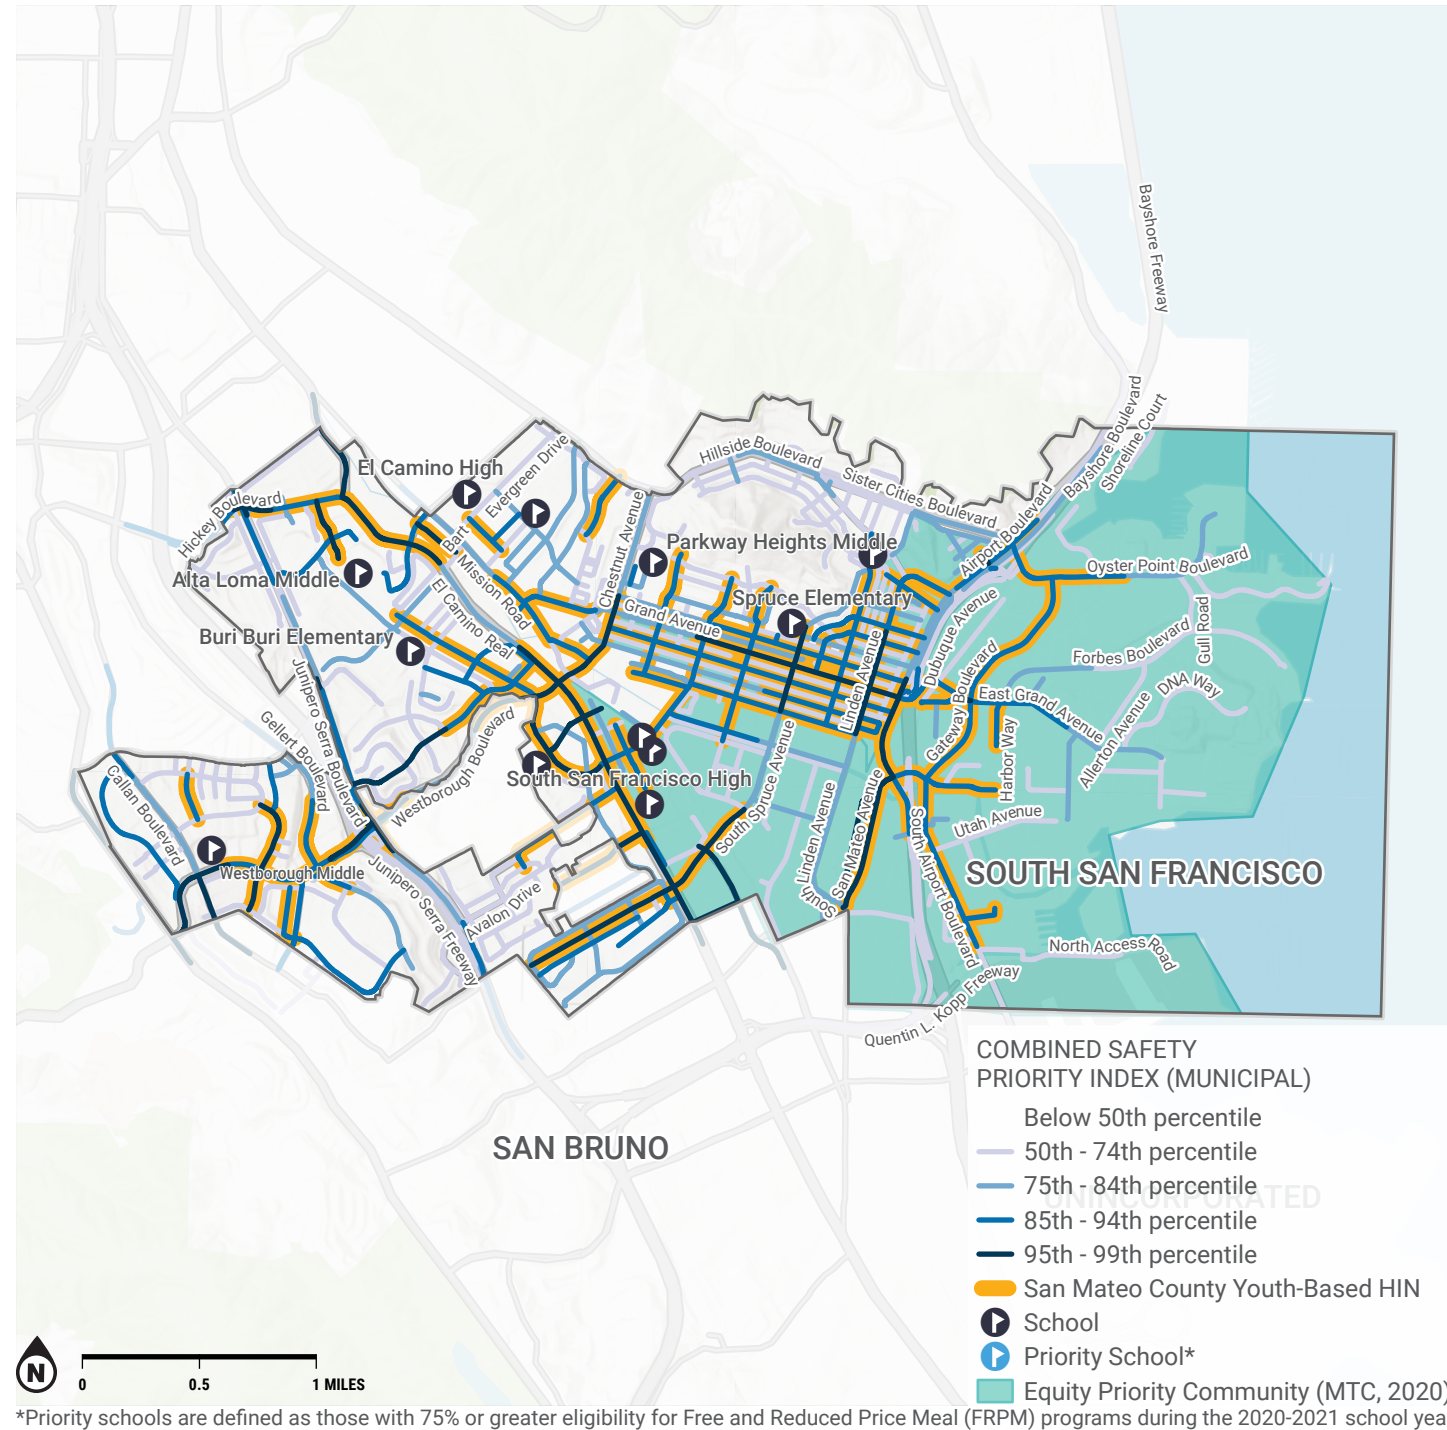 Bayshore Freeway
Bayshore Boulevard
Shoreline Court
Hillside Boulevard
Sister Cities Boulevard
Airport Boulevard
El Camino High
Evergreen Drive
Hickey Boulevard
Bart
Mission Road
Chestnut Avenue
Parkway Heights Middle
Oyster Point Boulevard
Alta Loma Middle
El Camino Real
Spruce Elementary
Grand Avenue
Dubuque Avenue
Gull Road
Forbes Boulevard
Buri Buri Elementary
Linden Avenue
DNA Way
East Grand Avenue
Gateway Boulevard
Allerton Avenue
Junipero Serra Boulevard
Gellert Boulevard
Westborough Boulevard
Harbor Way
South San Francisco High
South Spruce Avenue
Callan Boulevard
San Mateo Avenue
South Linden Avenue
South Airport Boulevard
Utah Avenue
Westborough Middle
SOUTH SAN FRANCISCO
Junipero Serra Freeway
Avalon Drive
North Access Road
Quentin L. Kopp Freeway
SAN BRUNO
UNINCORPORATED
COMBINED SAFETY
PRIORITY INDEX (MUNICIPAL)
Below 50th percentile
50th - 74th percentile
75th - 84th percentile
85th - 94th percentile
95th - 99th percentile
San Mateo County Youth-Based HIN
School
Priority School*
Equity Priority Community (MTC, 2020)
N
0 0.5 1 MILES
*Priority schools are defined as those with 75% or greater eligibility for Free and Reduced Price Meal (FRPM) programs during the 2020-2021 school yea